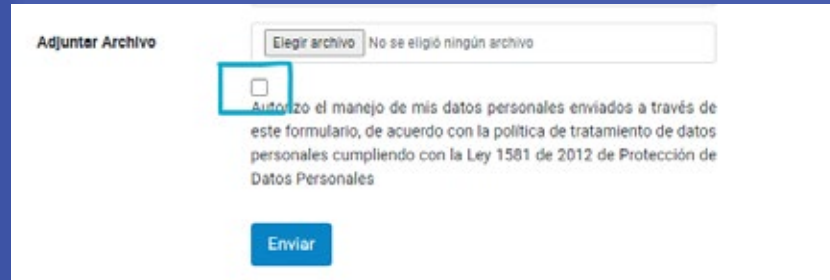 Adjuntar Archivo
Elegir archivo No se eligió ningún archivo
Autorizo el manejo de mis datos personales enviados a través de
este formulario, de acuerdo con la política de tratamiento de datos
personales cumpliendo con la Ley 1581 de 2012 de Protección de
Datos Personales
Enviar